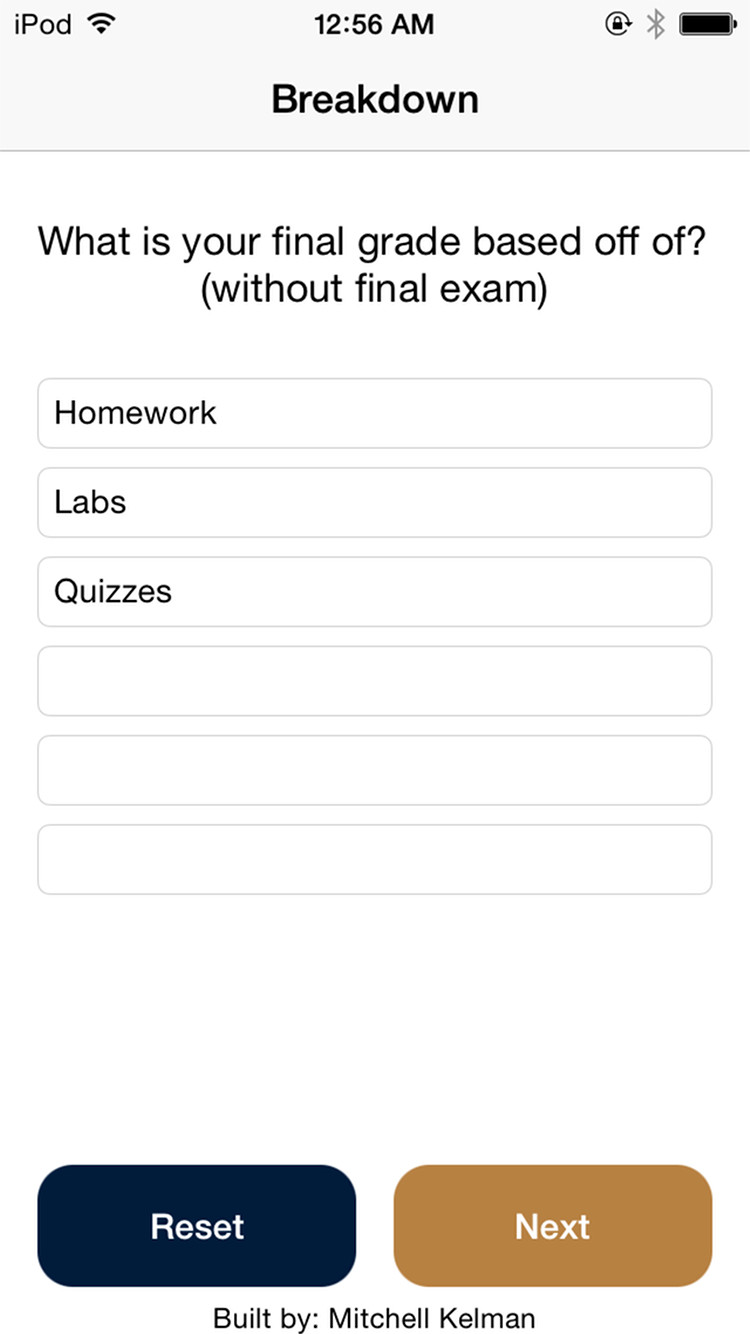 iPod 12:56 AM
Breakdown
What is your final grade based off of?
(without final exam)
Homework
Labs
Quizzes
Reset Next
Built by: Mitchell Kelman